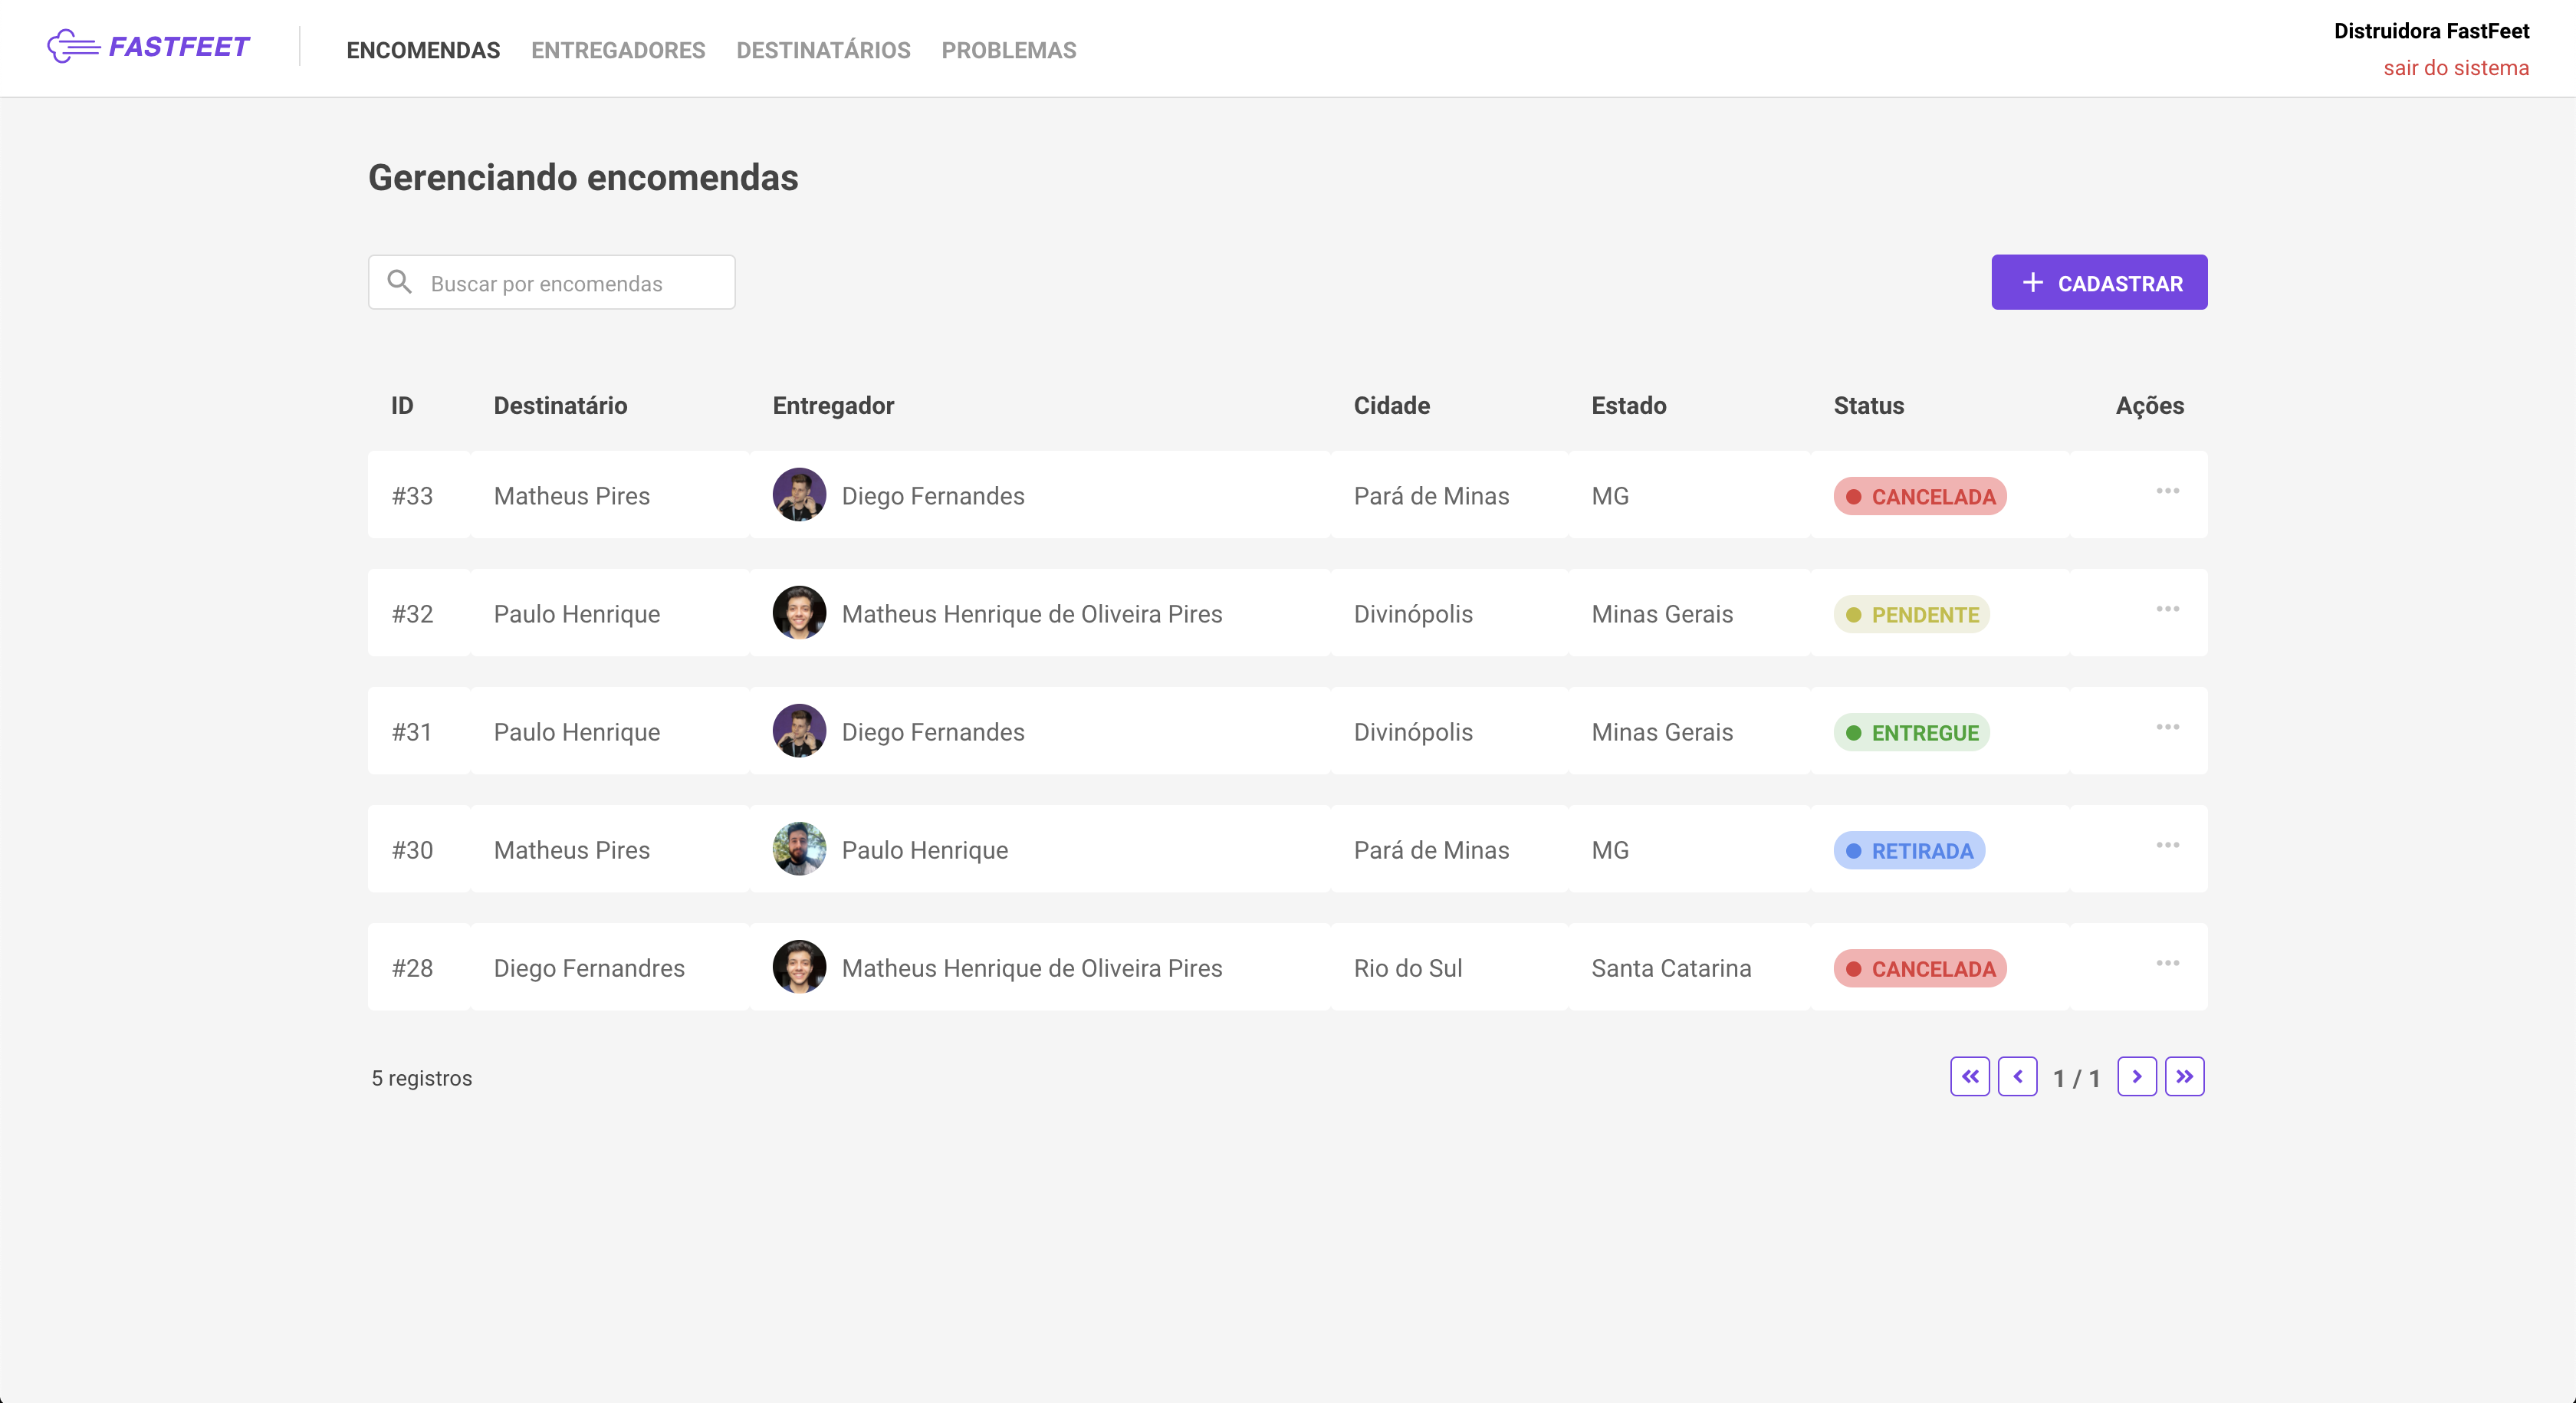 FASTFEET ENCOMENDAS ENTREGADORES DESTINATÁRIOS PROBLEMAS Distruidora FastFeet
sair do sistema
Gerenciando encomendas
Buscar por encomendas CADASTRAR
ID Destinatário Entregador Cidade Estado Status Ações
#33 Matheus Pires Diego Fernandes Pará de Minas MG CANCELADA
#32 Paulo Henrique Matheus Henrique de Oliveira Pires Divinópolis Minas Gerais PENDENTE
#31 Paulo Henrique Diego Fernandes Divinópolis Minas Gerais ENTREGUE
#30 Matheus Pires Paulo Henrique Pará de Minas MG RETIRADA
#28 Diego Fernandres Matheus Henrique de Oliveira Pires Rio do Sul Santa Catarina CANCELADA
5 registros 1 / 1